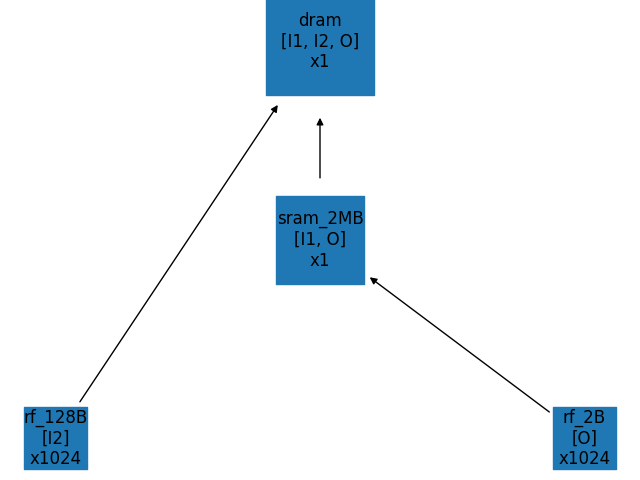 dram
[I1, I2, O]
x1
sram_2MB
[I1, O]
x1
rf_128B
[I2]
x1024
rf_2B
[O]
x1024